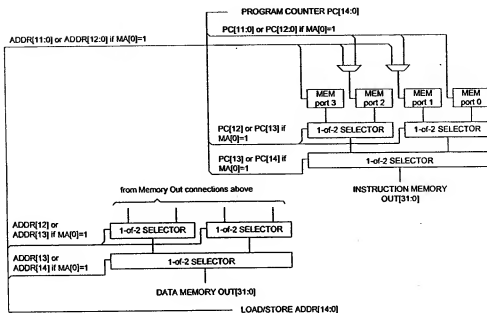 PROGRAM COUNTER PC[14:0]
PC[11:0] or PC[12:0] if MA[0]=1
ADDR[11:0] or ADDR[12:0] if MA[0]=1
MEM port 3
MEM port 2
MEM port 1
MEM port 0
PC[12] or PC[13] if
MA[0]=1
1-of-2 SELECTOR
1-of-2 SELECTOR
PC[13] or PC[14] if
MA[0]=1
1-of-2 SELECTOR
INSTRUCTION MEMORY
OUT[31:0]
from Memory Out connections above
ADDR[12] or
ADDR[13] if MA[0]=1
1-of-2 SELECTOR
1-of-2 SELECTOR
ADDR[13] or
ADDR[14] if MA[0]=1
1-of-2 SELECTOR
DATA MEMORY OUT[31:0]
LOAD/STORE ADDR[14:0]